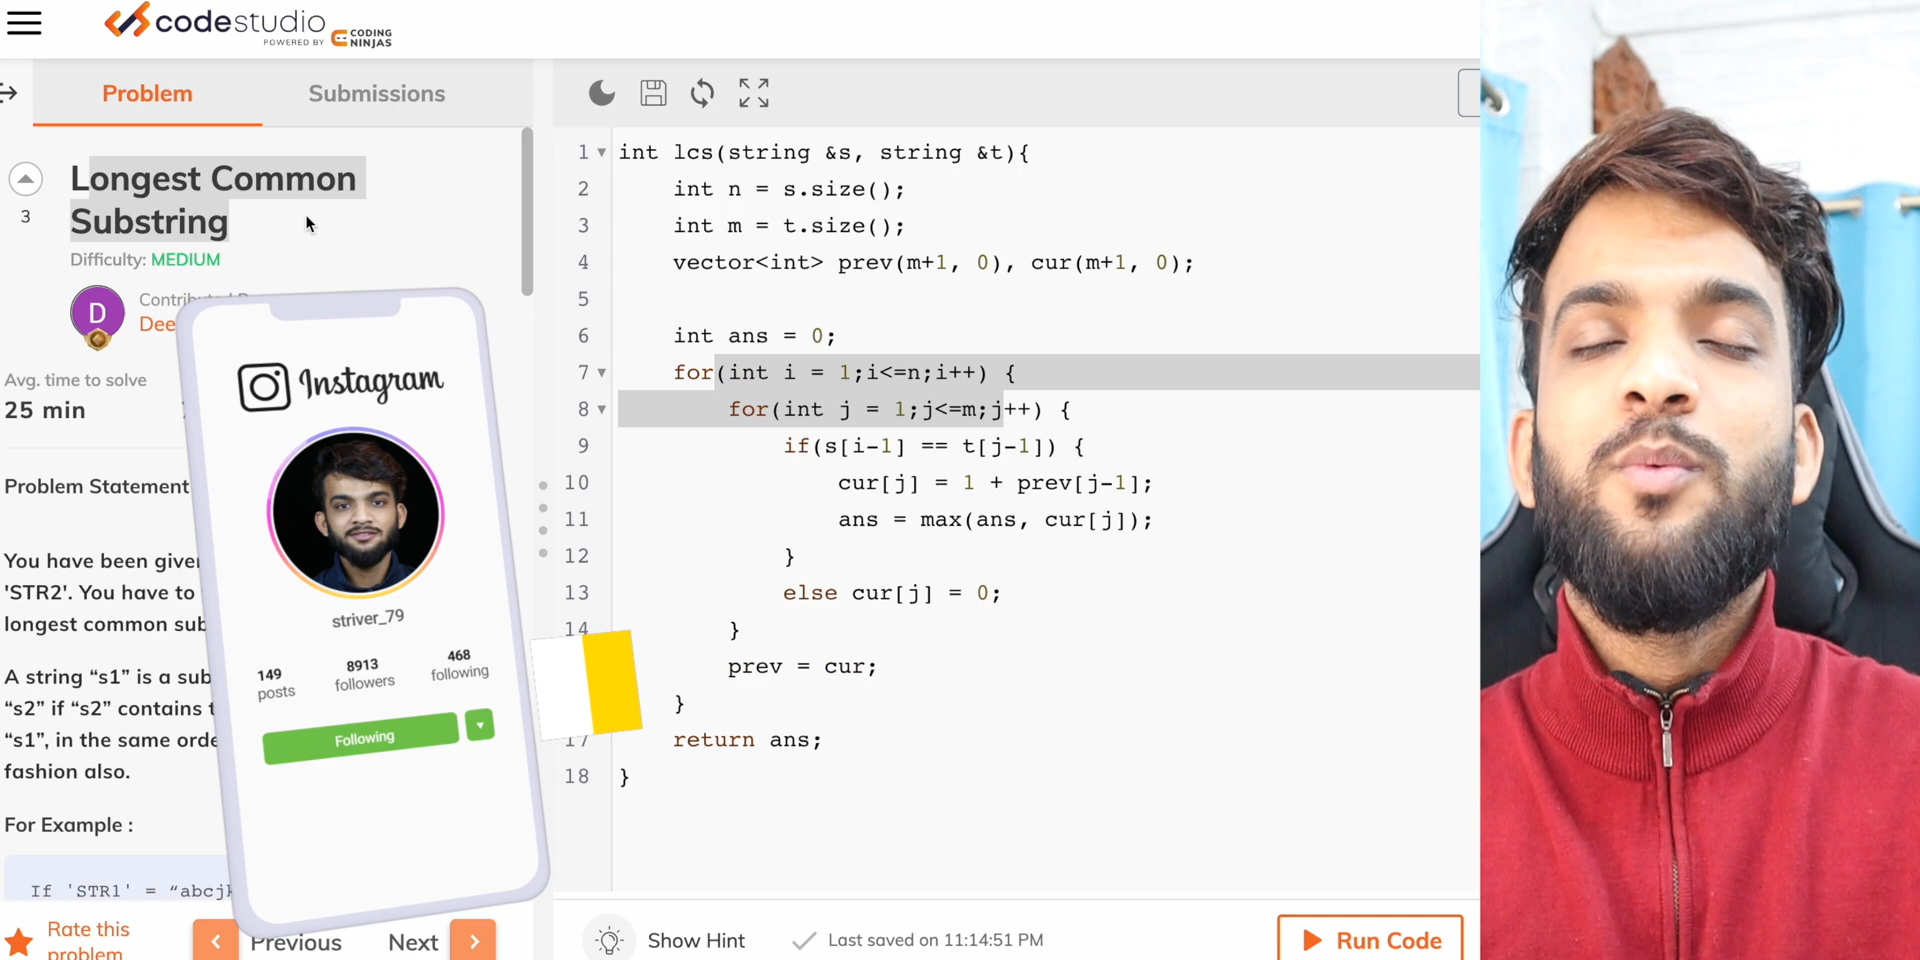 codestudio
POWERED BY CODING NINJAS
Problem
Submissions
Longest Common
Substring
3
Difficulty: MEDIUM
D
Dee
Avg. time to solve
25 min
Problem Statement
You have been given
'STR2'. You have to
longest common sub
A string “s1” is a sub
“s2” if “s2” contains t
“s1”, in the same orde
fashion also.
For Example :
If 'STR1' = “abcjk
Rate this
problem
Previous
Next
Instagram
striver_79
149 posts
8913 followers
468 following
Following
1 int lcs(string &s, string &t){
2 int n = s.size();
3 int m = t.size();
4 vector<int> prev(m+1, 0), cur(m+1, 0);
5
6 int ans = 0;
7 for(int i = 1;i<=n;i++) {
8 for(int j = 1;j<=m;j++) {
9 if(s[i-1] == t[j-1]) {
10 cur[j] = 1 + prev[j-1];
11 ans = max(ans, cur[j]);
12 }
13 else cur[j] = 0;
14 }
prev = cur;
}
17 return ans;
18 }
Show Hint
Last saved on 11:14:51 PM
Run Code